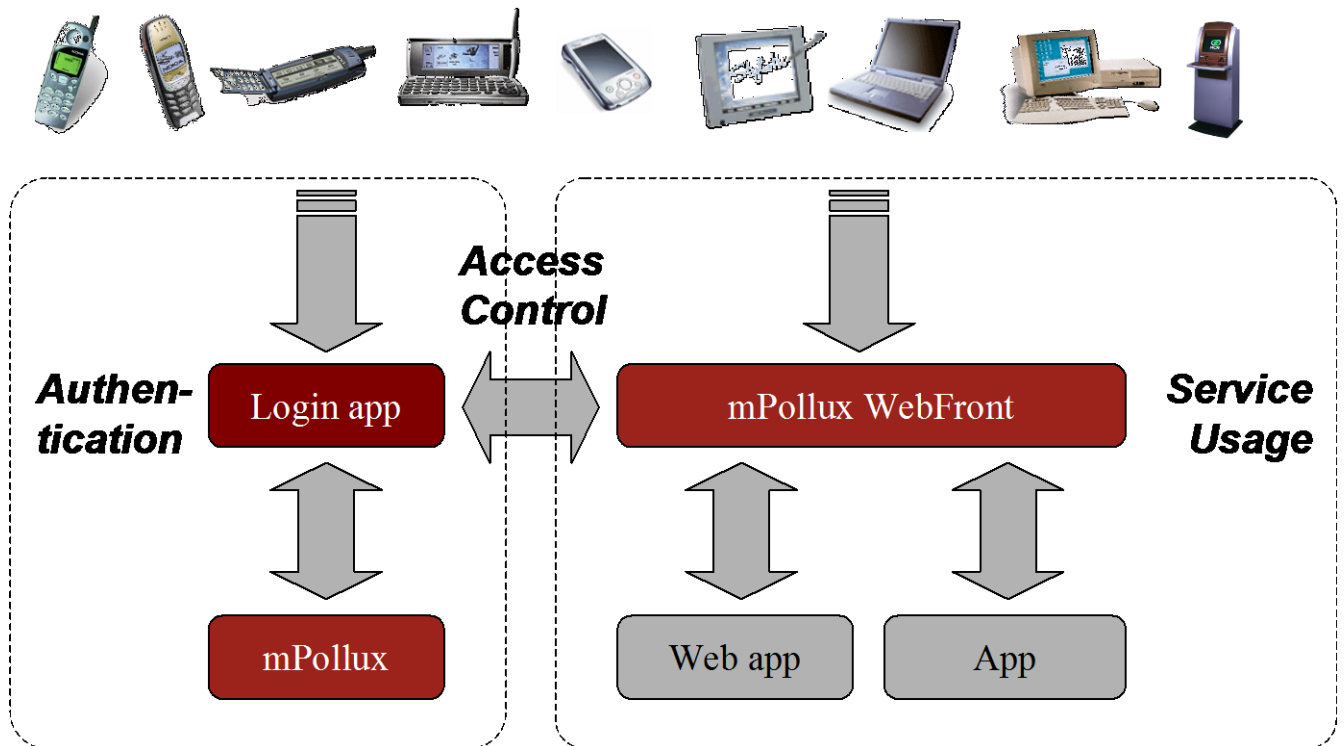 Access
Control
Authen-
tication
Login app
mPollux WebFront
Service
Usage
mPollux
Web app
App